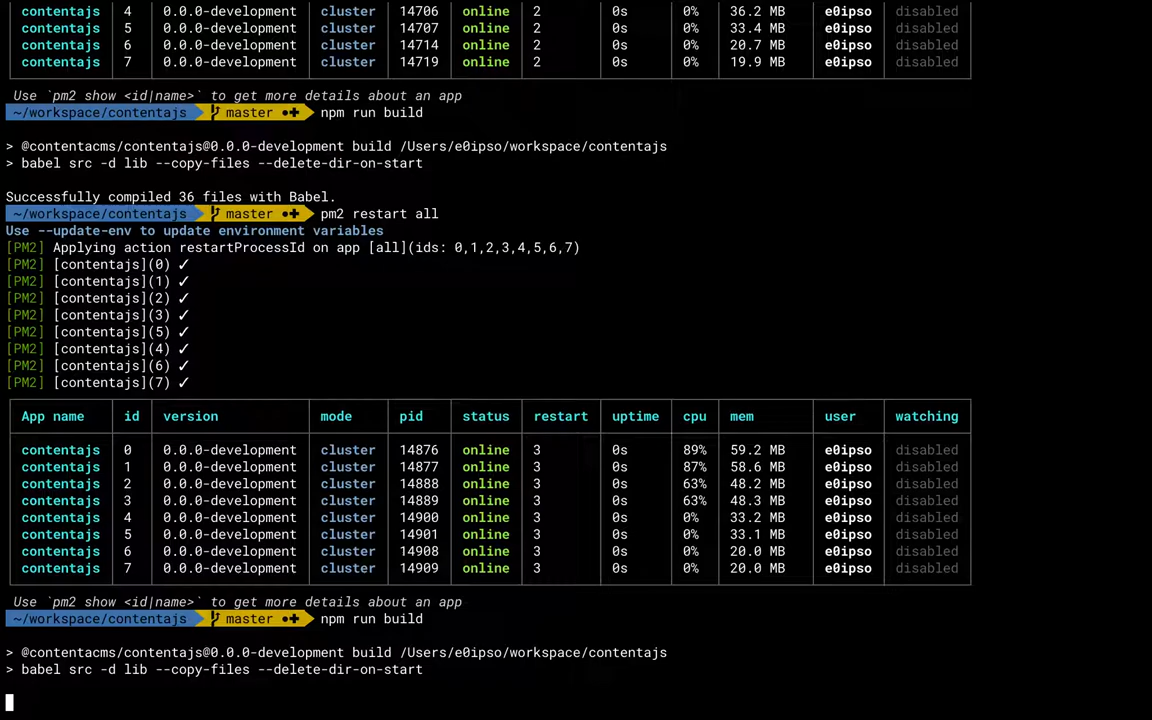 contentajs 4 0.0.0-development cluster 14706 online 2 0s 0% 36.2 MB e0ipso disabled
contentajs 5 0.0.0-development cluster 14707 online 2 0s 0% 33.4 MB e0ipso disabled
contentajs 6 0.0.0-development cluster 14714 online 2 0s 0% 20.7 MB e0ipso disabled
contentajs 7 0.0.0-development cluster 14719 online 2 0s 0% 19.9 MB e0ipso disabled
Use `pm2 show <id|name>` to get more details about an app
~/workspace/contentajs master ●✚ npm run build
> @contentacms/contentajs@0.0.0-development build /Users/e0ipso/workspace/contentajs
> babel src -d lib --copy-files --delete-dir-on-start
Successfully compiled 36 files with Babel.
~/workspace/contentajs master ●✚ pm2 restart all
Use --update-env to update environment variables
[PM2] Applying action restartProcessId on app [all](ids: 0,1,2,3,4,5,6,7)
[PM2] [contentajs](0) ✓
[PM2] [contentajs](1) ✓
[PM2] [contentajs](2) ✓
[PM2] [contentajs](3) ✓
[PM2] [contentajs](5) ✓
[PM2] [contentajs](4) ✓
[PM2] [contentajs](6) ✓
[PM2] [contentajs](7) ✓
App name id version mode pid status restart uptime cpu mem user watching
contentajs 0 0.0.0-development cluster 14876 online 3 0s 89% 59.2 MB e0ipso disabled
contentajs 1 0.0.0-development cluster 14877 online 3 0s 87% 58.6 MB e0ipso disabled
contentajs 2 0.0.0-development cluster 14888 online 3 0s 63% 48.2 MB e0ipso disabled
contentajs 3 0.0.0-development cluster 14889 online 3 0s 63% 48.3 MB e0ipso disabled
contentajs 4 0.0.0-development cluster 14900 online 3 0s 0% 33.2 MB e0ipso disabled
contentajs 5 0.0.0-development cluster 14901 online 3 0s 0% 33.1 MB e0ipso disabled
contentajs 6 0.0.0-development cluster 14908 online 3 0s 0% 20.0 MB e0ipso disabled
contentajs 7 0.0.0-development cluster 14909 online 3 0s 0% 20.0 MB e0ipso disabled
Use `pm2 show <id|name>` to get more details about an app
~/workspace/contentajs master ●✚ npm run build
> @contentacms/contentajs@0.0.0-development build /Users/e0ipso/workspace/contentajs
> babel src -d lib --copy-files --delete-dir-on-start